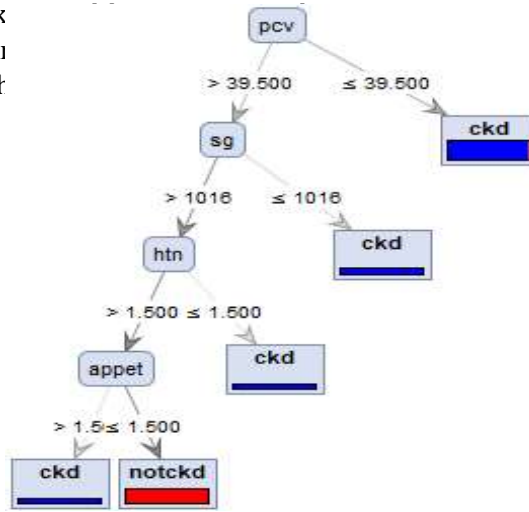 pcv
> 39.500 ≤ 39.500
ckd
sg
> 1016 ≤ 1016
ckd
htn
> 1.500 ≤ 1.500
ckd
appet
> 1.5 ≤ 1.500
ckd notckd